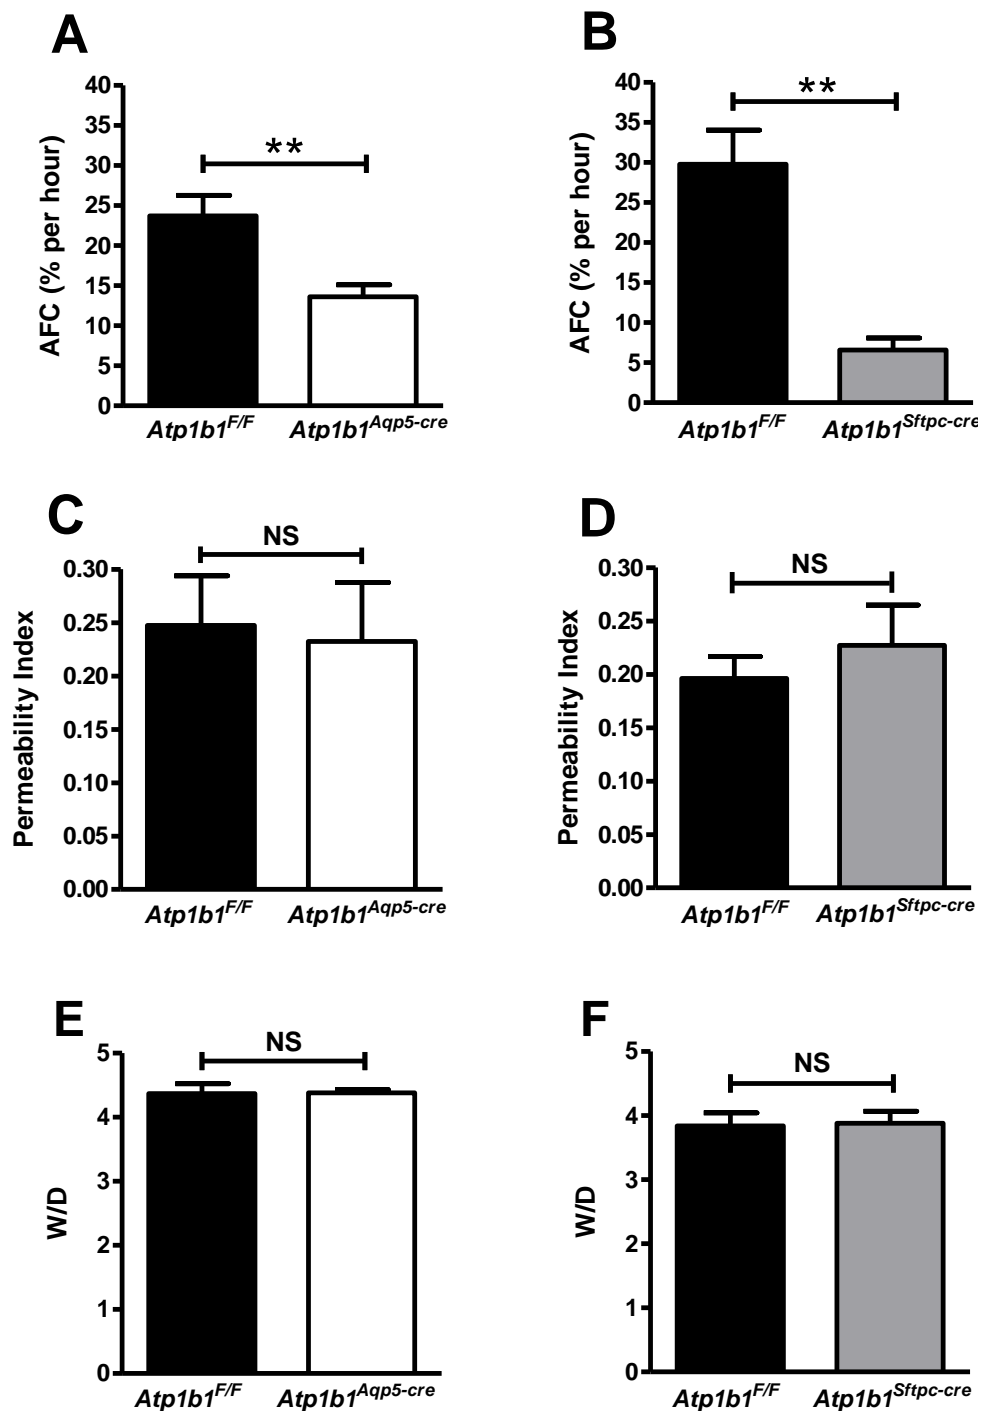 A
AFC (% per hour)
40
35
30
25
20
15
10
5
0
**
Atp1b1F/F Atp1b1Aqp5-cre
B
AFC (% per hour)
40
35
30
25
20
15
10
5
0
**
Atp1b1F/F Atp1b1Sftpc-cre
C
Permeability Index
0.30
0.25
0.20
0.15
0.10
0.05
0.00
NS
Atp1b1F/F Atp1b1Aqp5-cre
D
Permeability Index
0.30
0.25
0.20
0.15
0.10
0.05
0.00
NS
Atp1b1F/F Atp1b1Sftpc-cre
E
W/D
5
4
3
2
1
0
NS
Atp1b1F/F Atp1b1Aqp5-cre
F
W/D
5
4
3
2
1
0
NS
Atp1b1F/F Atp1b1Sftpc-cre